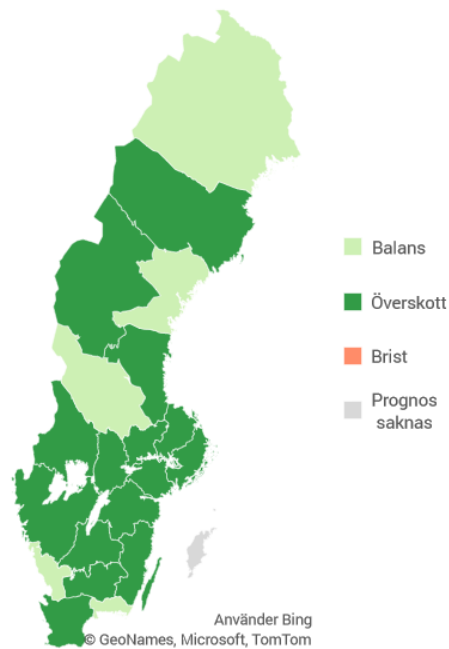 Balans
Överskott
Brist
Prognos
saknas
Använder Bing
© GeoNames, Microsoft, TomTom